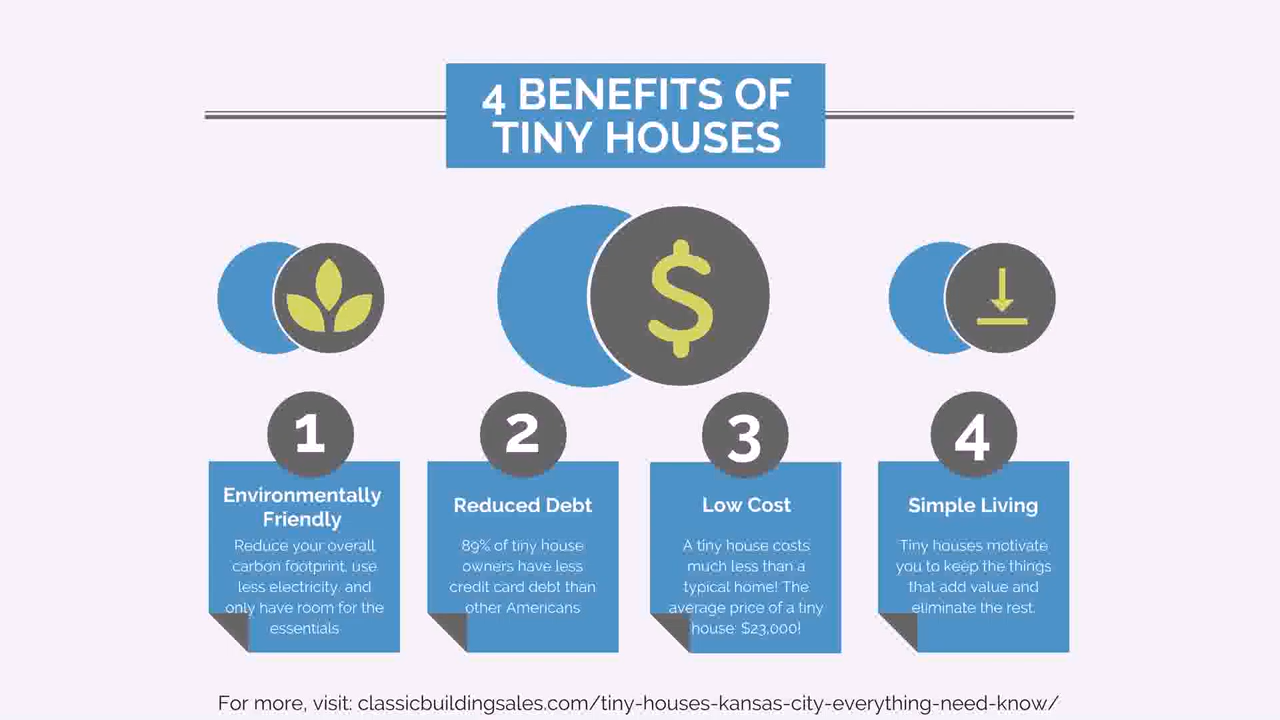 4 BENEFITS OF
TINY HOUSES
$
1
Environmentally
Friendly
Reduce your overall
carbon footprint, use
less electricity, and
only have room for the
essentials
2
Reduced Debt
89% of tiny house
owners have less
credit card debt than
other Americans
3
Low Cost
A tiny house costs
much less than a
typical home! The
average price of a tiny
house: $23,000!
4
Simple Living
Tiny houses motivate
you to keep the things
that add value and
eliminate the rest.
For more, visit: classicbuildingsales.com/tiny-houses-kansas-city-everything-need-know/